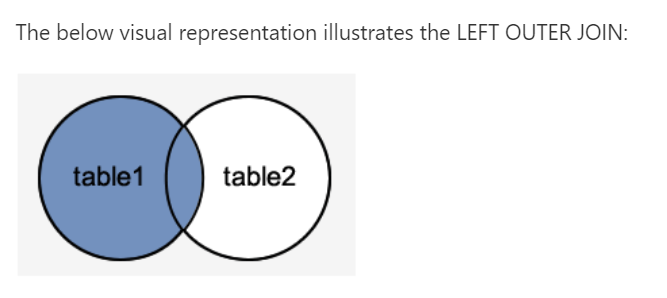 The below visual representation illustrates the LEFT OUTER JOIN:
table1 table2